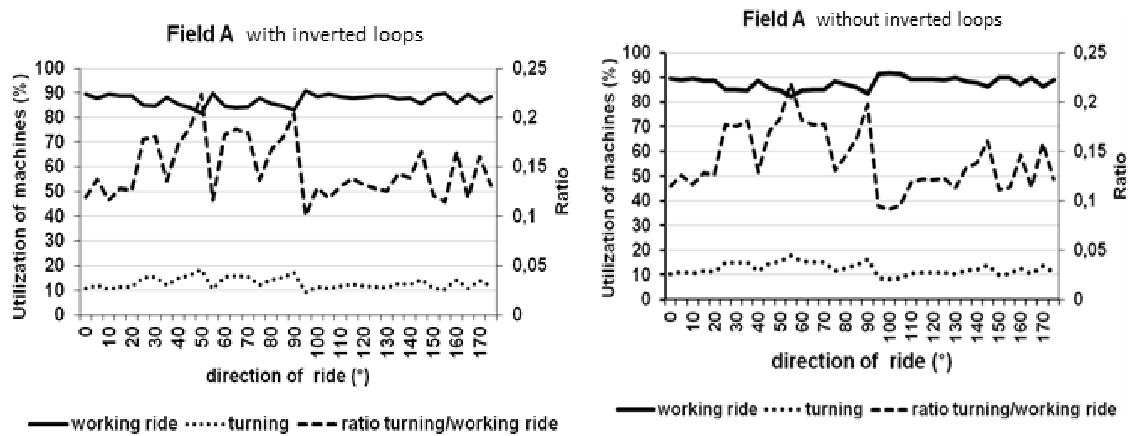 Field A with inverted loops
Utilization of machines (%)
100
90
80
70
60
50
40
30
20
10
0
0,25
0,2
0,15
0,1
0,05
0
Ratio
0 10 20 30 40 50 60 70 80 90 100 110 120 130 140 150 160 170
direction of ride (°)
working ride turning ratio turning/working ride
Field A without inverted loops
Utilization of machines (%)
100
90
80
70
60
50
40
30
20
10
0
0,25
0,2
0,15
0,1
0,05
0
Ratio
0 10 20 30 40 50 60 70 80 90 100 110 120 130 140 150 160 170
direction of ride (°)
working ride turning ratio turning/working ride